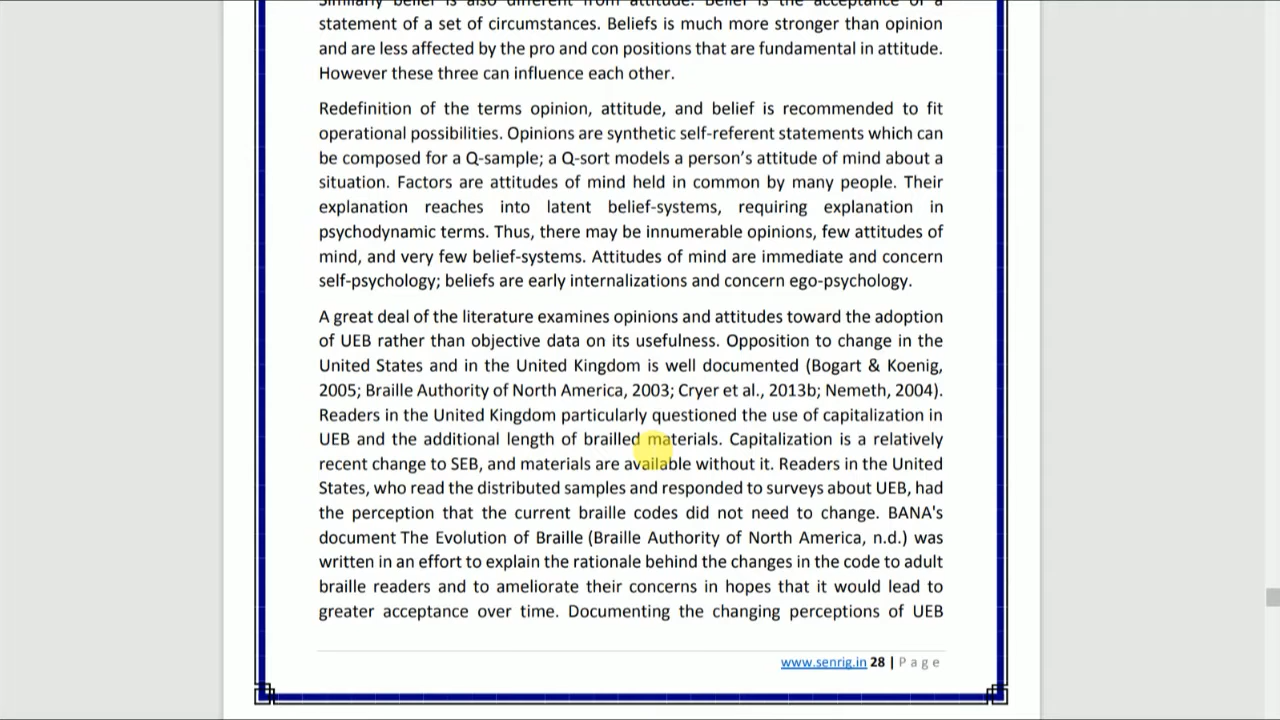 Similarly belief is also different from attitude. Belief is the acceptance of a
statement of a set of circumstances. Beliefs is much more stronger than opinion
and are less affected by the pro and con positions that are fundamental in attitude.
However these three can influence each other.
Redefinition of the terms opinion, attitude, and belief is recommended to fit
operational possibilities. Opinions are synthetic self-referent statements which can
be composed for a Q-sample; a Q-sort models a person’s attitude of mind about a
situation. Factors are attitudes of mind held in common by many people. Their
explanation reaches into latent belief-systems, requiring explanation in
psychodynamic terms. Thus, there may be innumerable opinions, few attitudes of
mind, and very few belief-systems. Attitudes of mind are immediate and concern
self-psychology; beliefs are early internalizations and concern ego-psychology.
A great deal of the literature examines opinions and attitudes toward the adoption
of UEB rather than objective data on its usefulness. Opposition to change in the
United States and in the United Kingdom is well documented (Bogart & Koenig,
2005; Braille Authority of North America, 2003; Cryer et al., 2013b; Nemeth, 2004).
Readers in the United Kingdom particularly questioned the use of capitalization in
UEB and the additional length of brailled materials. Capitalization is a relatively
recent change to SEB, and materials are available without it. Readers in the United
States, who read the distributed samples and responded to surveys about UEB, had
the perception that the current braille codes did not need to change. BANA's
document The Evolution of Braille (Braille Authority of North America, n.d.) was
written in an effort to explain the rationale behind the changes in the code to adult
braille readers and to ameliorate their concerns in hopes that it would lead to
greater acceptance over time. Documenting the changing perceptions of UEB
www.senrig.in 28 | P a g e